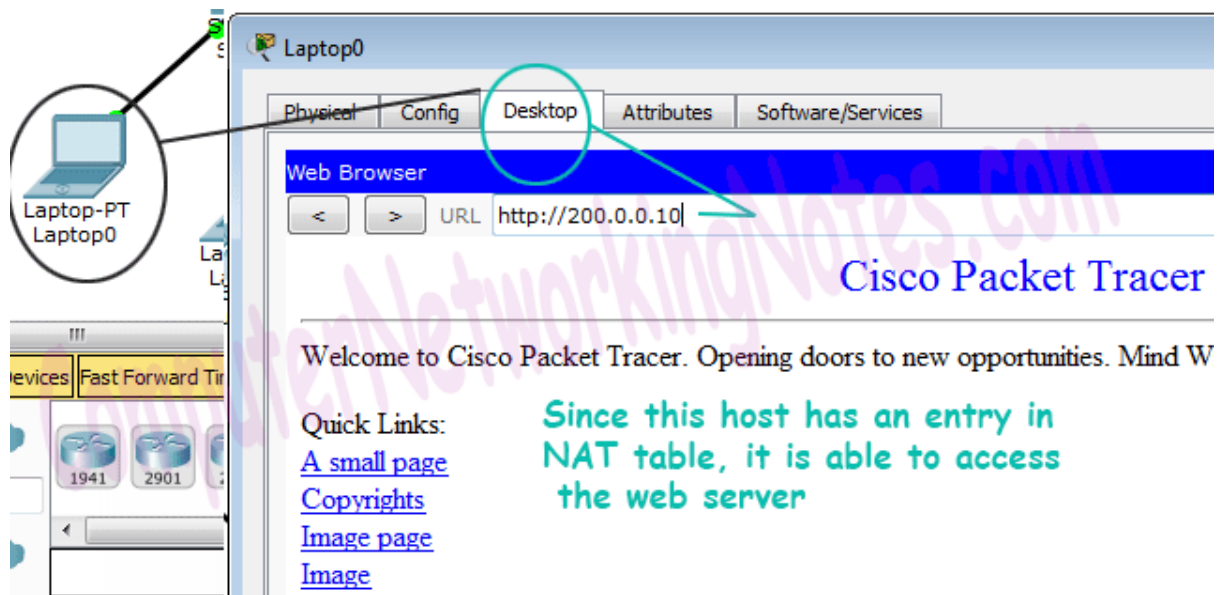 Laptop0
Physical Config Desktop Attributes Software/Services
Web Browser
< > URL http://200.0.0.10
Laptop-PT
Laptop0
La
Cisco Packet Tracer
Welcome to Cisco Packet Tracer. Opening doors to new opportunities. Mind W
evices Fast Forward Ti
Quick Links:
A small page
Copyrights
Image page
Image
1941 2901
Since this host has an entry in
NAT table, it is able to access
the web server
ComputerNetworkingNotes.com